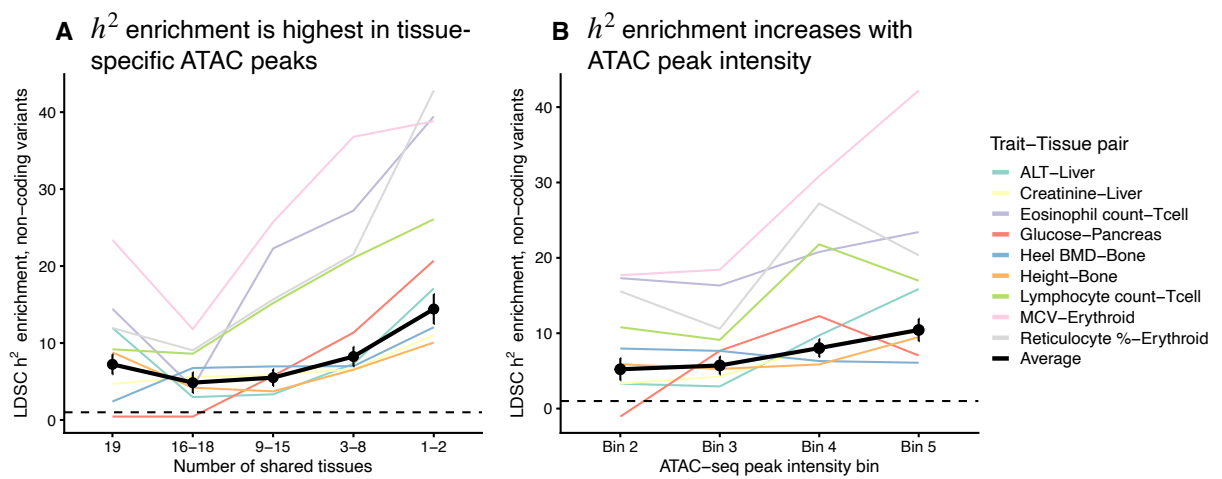 A h² enrichment is highest in tissue-
specific ATAC peaks
LDSC h² enrichment, non-coding variants
40
30
20
10
0
19 16–18 9–15 3–8 1–2
Number of shared tissues
B h² enrichment increases with
ATAC peak intensity
LDSC h² enrichment, non-coding variants
40
30
20
10
0
Bin 2 Bin 3 Bin 4 Bin 5
ATAC–seq peak intensity bin
Trait–Tissue pair
ALT–Liver
Creatinine–Liver
Eosinophil count–Tcell
Glucose–Pancreas
Heel BMD–Bone
Height–Bone
Lymphocyte count–Tcell
MCV–Erythroid
Reticulocyte %–Erythroid
Average